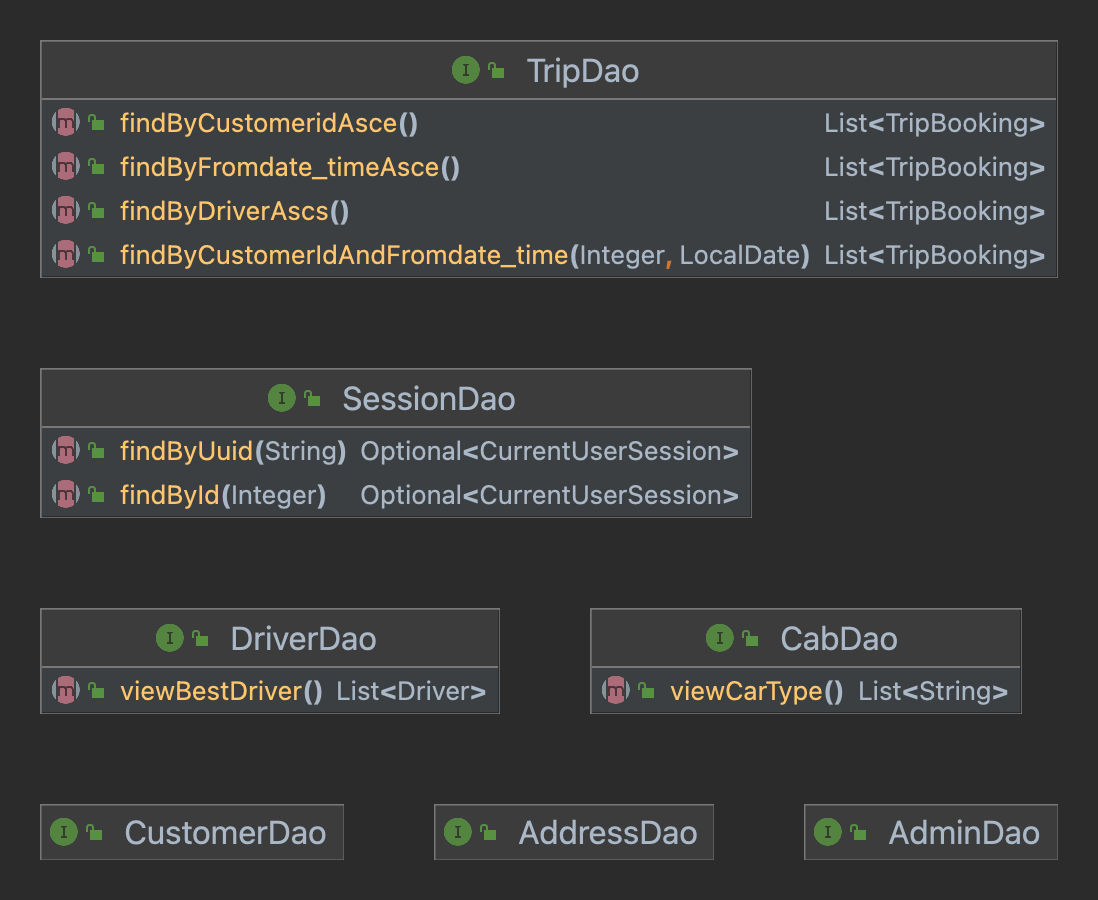 TripDao
findByCustomeridAsce() List<TripBooking>
findByFromdate_timeAsce() List<TripBooking>
findByDriverAscs() List<TripBooking>
findByCustomerIdAndFromdate_time(Integer, LocalDate) List<TripBooking>
SessionDao
findByUuid(String) Optional<CurrentUserSession>
findById(Integer) Optional<CurrentUserSession>
DriverDao
viewBestDriver() List<Driver>
CabDao
viewCarType() List<String>
CustomerDao
AddressDao
AdminDao